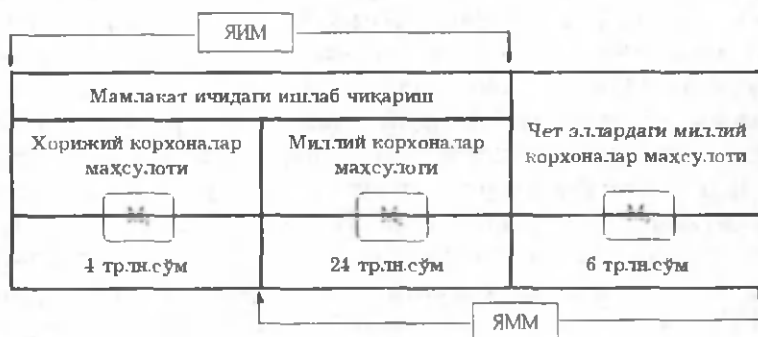 ЯИМ
Мамлакат ичидаги ишлаб чиқариш
Хорижий корхоналар
маҳсулоти
Миллий корхоналар
маҳсулоти
Чет эллардаги миллий
корхоналар маҳсулоти
4 трлн.сўм
24 трлн.сўм
6 трлн.сўм
ЯММ